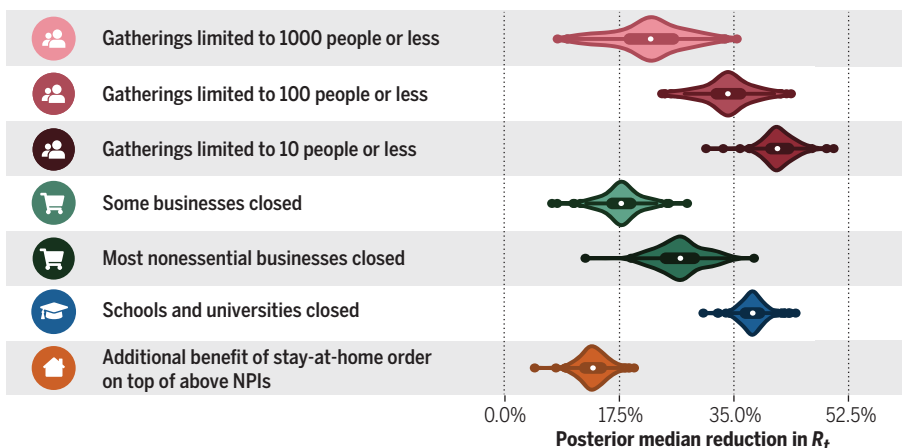 Gatherings limited to 1000 people or less
Gatherings limited to 100 people or less
Gatherings limited to 10 people or less
Some businesses closed
Most nonessential businesses closed
Schools and universities closed
Additional benefit of stay-at-home order
on top of above NPIs
0.0% 17.5% 35.0% 52.5%
Posterior median reduction in Rt